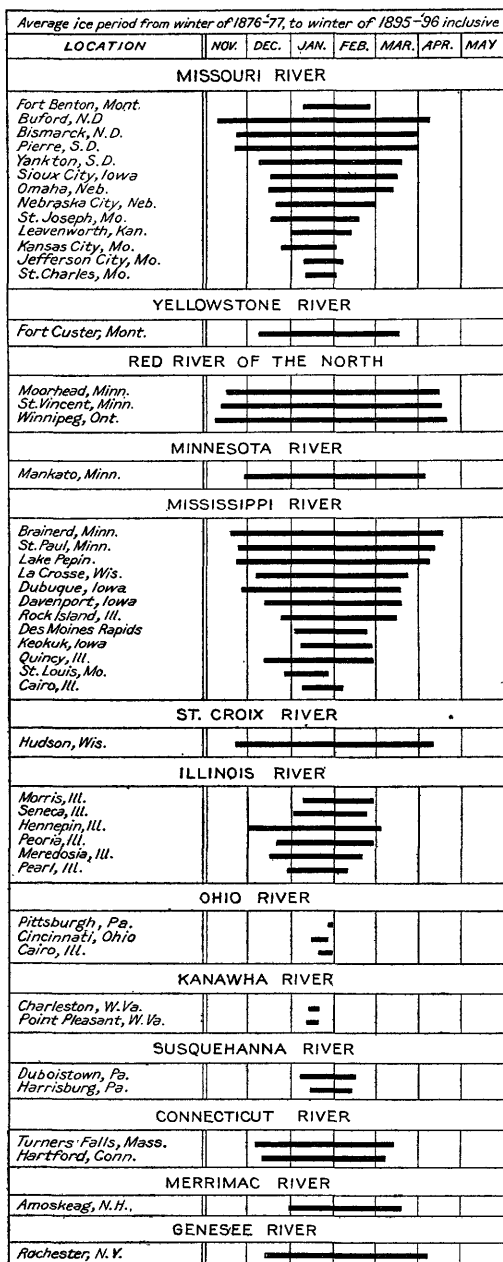 Average ice period from winter of 1876-'77, to winter of 1895-'96 inclusive
LOCATION NOV. DEC. JAN. FEB. MAR. APR. MAY
MISSOURI RIVER
Fort Benton, Mont.
Buford, N.D
Bismarck, N.D.
Pierre, S.D.
Yankton, S.D.
Sioux City, Iowa
Omaha, Neb.
Nebraska City, Neb.
St. Joseph, Mo.
Leavenworth, Kan.
Kansas City, Mo.
Jefferson City, Mo.
St. Charles, Mo.
YELLOWSTONE RIVER
Fort Custer, Mont.
RED RIVER OF THE NORTH
Moorhead, Minn.
St. Vincent, Minn.
Winnipeg, Ont.
MINNESOTA RIVER
Mankato, Minn.
MISSISSIPPI RIVER
Brainerd, Minn.
St. Paul, Minn.
Lake Pepin.
La Crosse, Wis.
Dubuque, Iowa
Davenport, Iowa
Rock Island, Ill.
Des Moines Rapids
Keokuk, Iowa
Quincy, Ill.
St. Louis, Mo.
Cairo, Ill.
ST. CROIX RIVER
Hudson, Wis.
ILLINOIS RIVER
Morris, Ill.
Seneca, Ill.
Hennepin, Ill.
Peoria, Ill.
Meredosia, Ill.
Pearl, Ill.
OHIO RIVER
Pittsburgh, Pa.
Cincinnati, Ohio
Cairo, Ill.
KANAWHA RIVER
Charleston, W. Va.
Point Pleasant, W. Va.
SUSQUEHANNA RIVER
Duboistown, Pa.
Harrisburg, Pa.
CONNECTICUT RIVER
Turners Falls, Mass.
Hartford, Conn.
MERRIMAC RIVER
Amoskeag, N.H.
GENESEE RIVER
Rochester, N.Y.